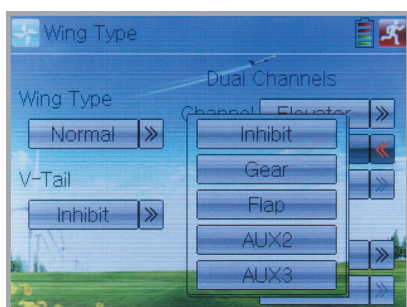 Wing Type
Dual Channels
Wing Type
Channel Elevator
Normal
Inhibit
V-Tail
Gear
Inhibit
Flap
AUX2
AUX3